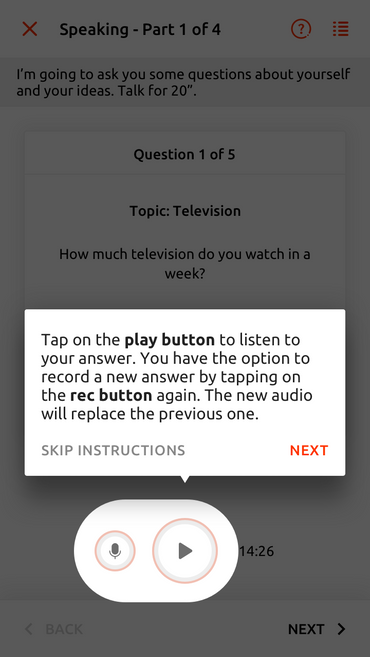 Speaking - Part 1 of 4
?
I'm going to ask you some questions about yourself
and your ideas. Talk for 20”.
Question 1 of 5
Topic: Television
How much television do you watch in a
week?
Tap on the play button to listen to
your answer. You have the option to
record a new answer by tapping on
the rec button again. The new audio
will replace the previous one.
SKIP INSTRUCTIONS NEXT
14:26
BACK NEXT